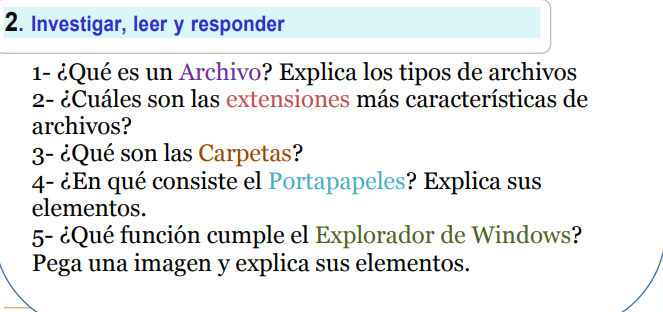 2. Investigar, leer y responder
1- ¿Qué es un Archivo? Explica los tipos de archivos
2- ¿Cuáles son las extensiones más características de
archivos?
3- ¿Qué son las Carpetas?
4- ¿En qué consiste el Portapapeles? Explica sus
elementos.
5- ¿Qué función cumple el Explorador de Windows?
Pega una imagen y explica sus elementos.